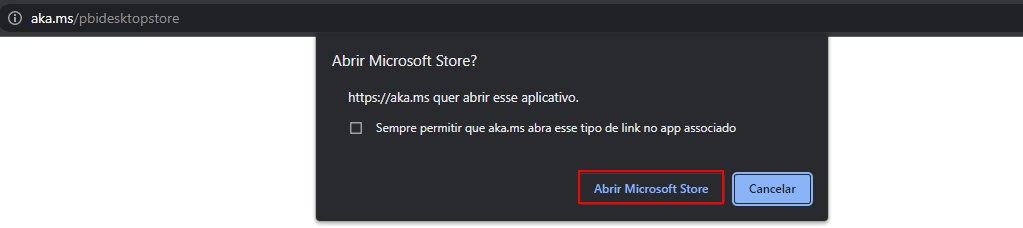 aka.ms/pbidesktopstore
Abrir Microsoft Store?
https://aka.ms quer abrir esse aplicativo.
Sempre permitir que aka.ms abra esse tipo de link no app associado
Abrir Microsoft Store
Cancelar